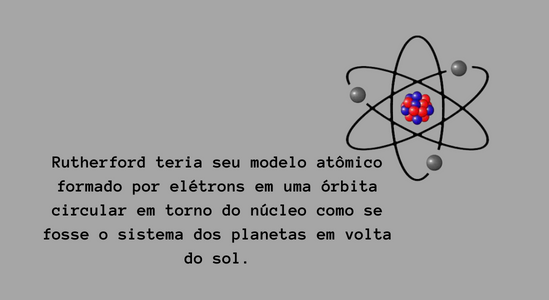 Rutherford teria seu modelo atômico
formado por elétrons em uma órbita
circular em torno do núcleo como se
fosse o sistema dos planetas em volta
do sol.